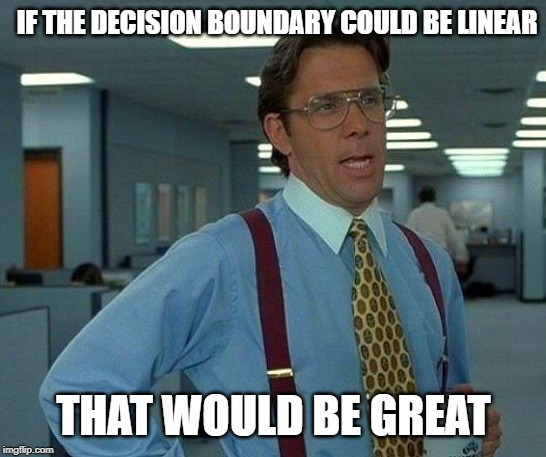 IF THE DECISION BOUNDARY COULD BE LINEAR
THAT WOULD BE GREAT
imgflip.com